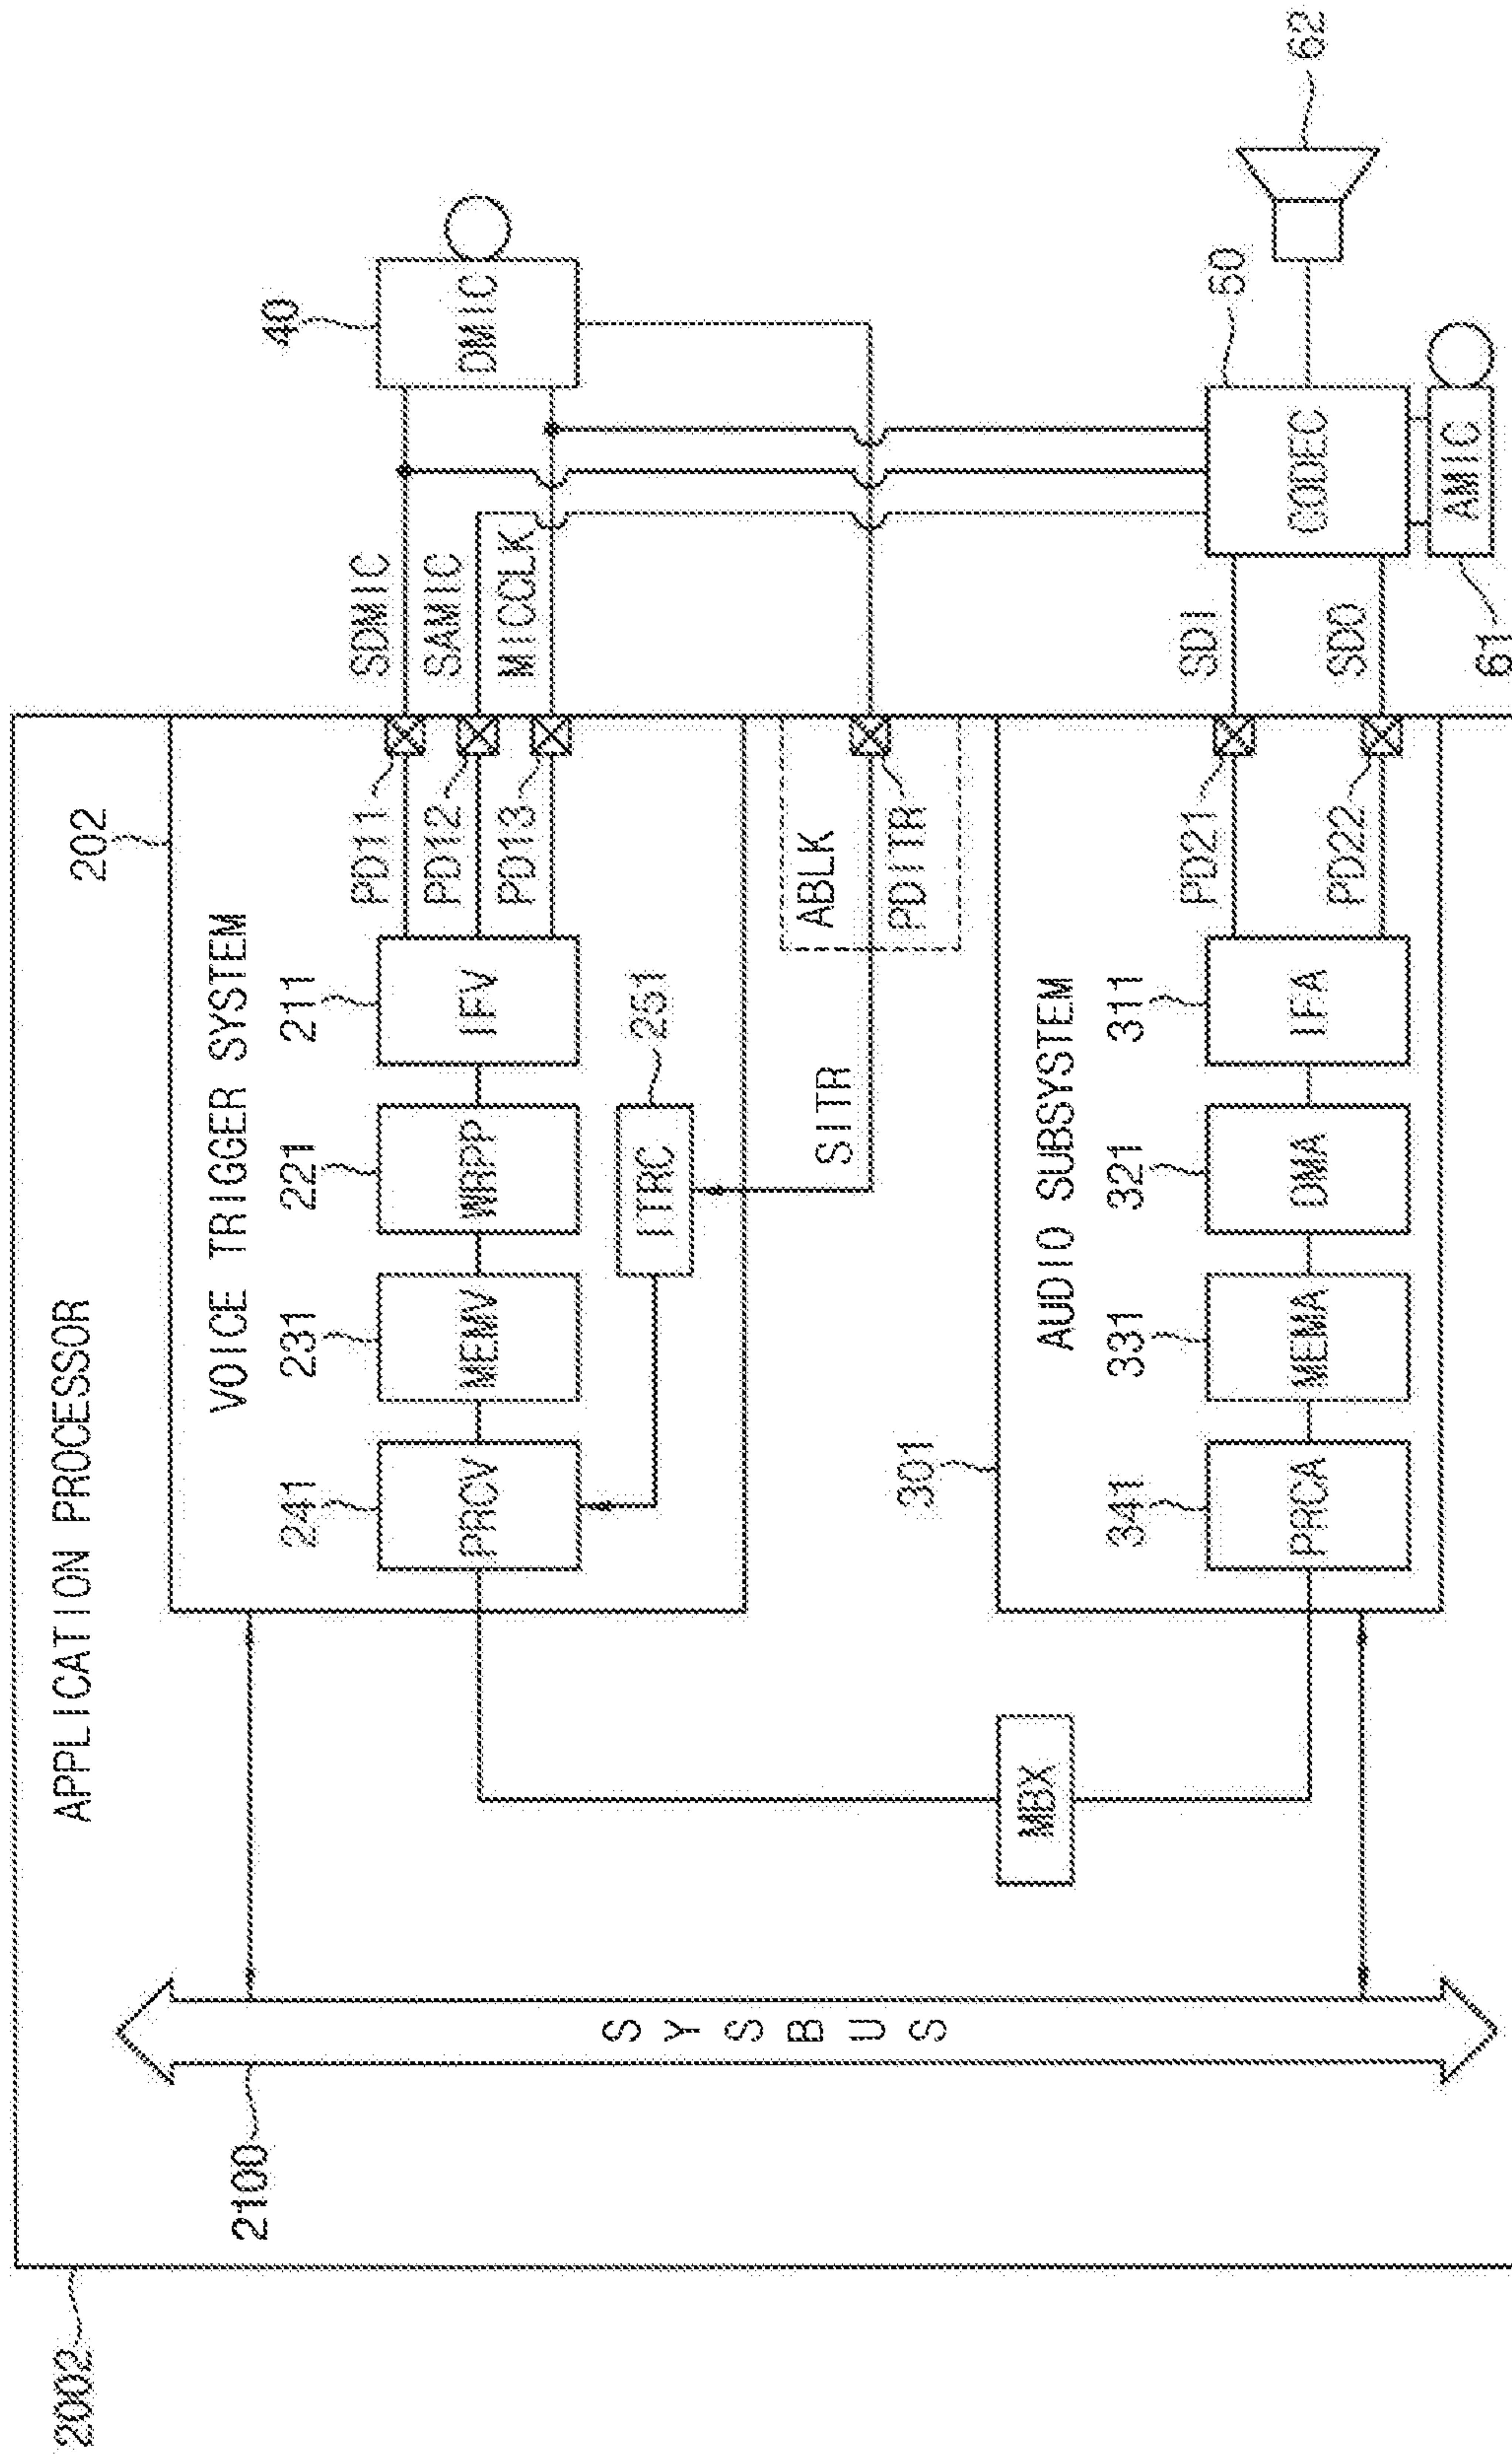 2002
APPLICATION PROCESSOR
2100
SYSBUS
202
VOICE TRIGGER SYSTEM
241
231
221
211
PRCV
MEMV
WRPP
IFV
PD11
PD12
PD13
SDMIC
SAMIC
MICCLK
40
DMIC
ITRC
251
SITR
ABLK
PDITR
MBX
301
AUDIO SUBSYSTEM
341
331
321
311
PRCA
MEMA
DMA
IFA
PD21
PD22
SDI
SDO
CODEC
AMIC
61
62